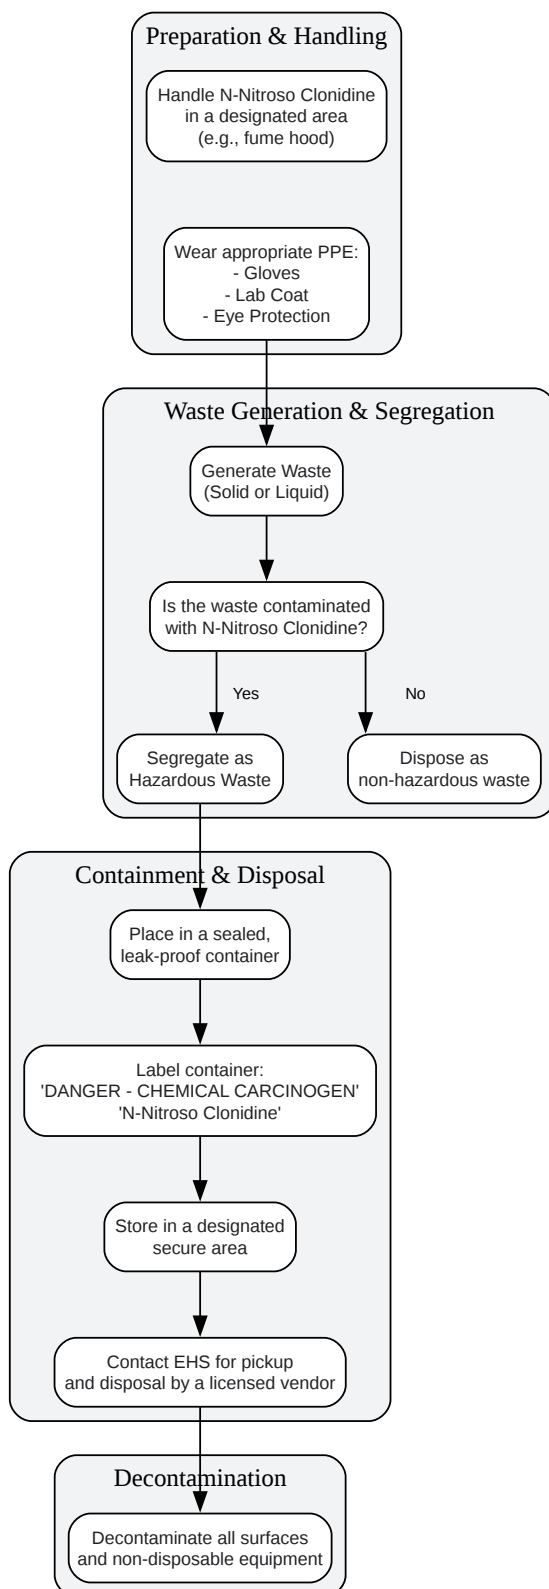 Preparation & Handling
Handle N-Nitroso Clonidine
in a designated area
(e.g., fume hood)
Wear appropriate PPE:
- Gloves
- Lab Coat
- Eye Protection
Waste Generation & Segregation
Generate Waste
(Solid or Liquid)
Is the waste contaminated
with N-Nitroso Clonidine?
Yes
No
Segregate as
Hazardous Waste
Dispose as
non-hazardous waste
Containment & Disposal
Place in a sealed,
leak-proof container
Label container:
'DANGER - CHEMICAL CARCINOGEN'
'N-Nitroso Clonidine'
Store in a designated
secure area
Contact EHS for pickup
and disposal by a licensed vendor
Decontamination
Decontaminate all surfaces
and non-disposable equipment